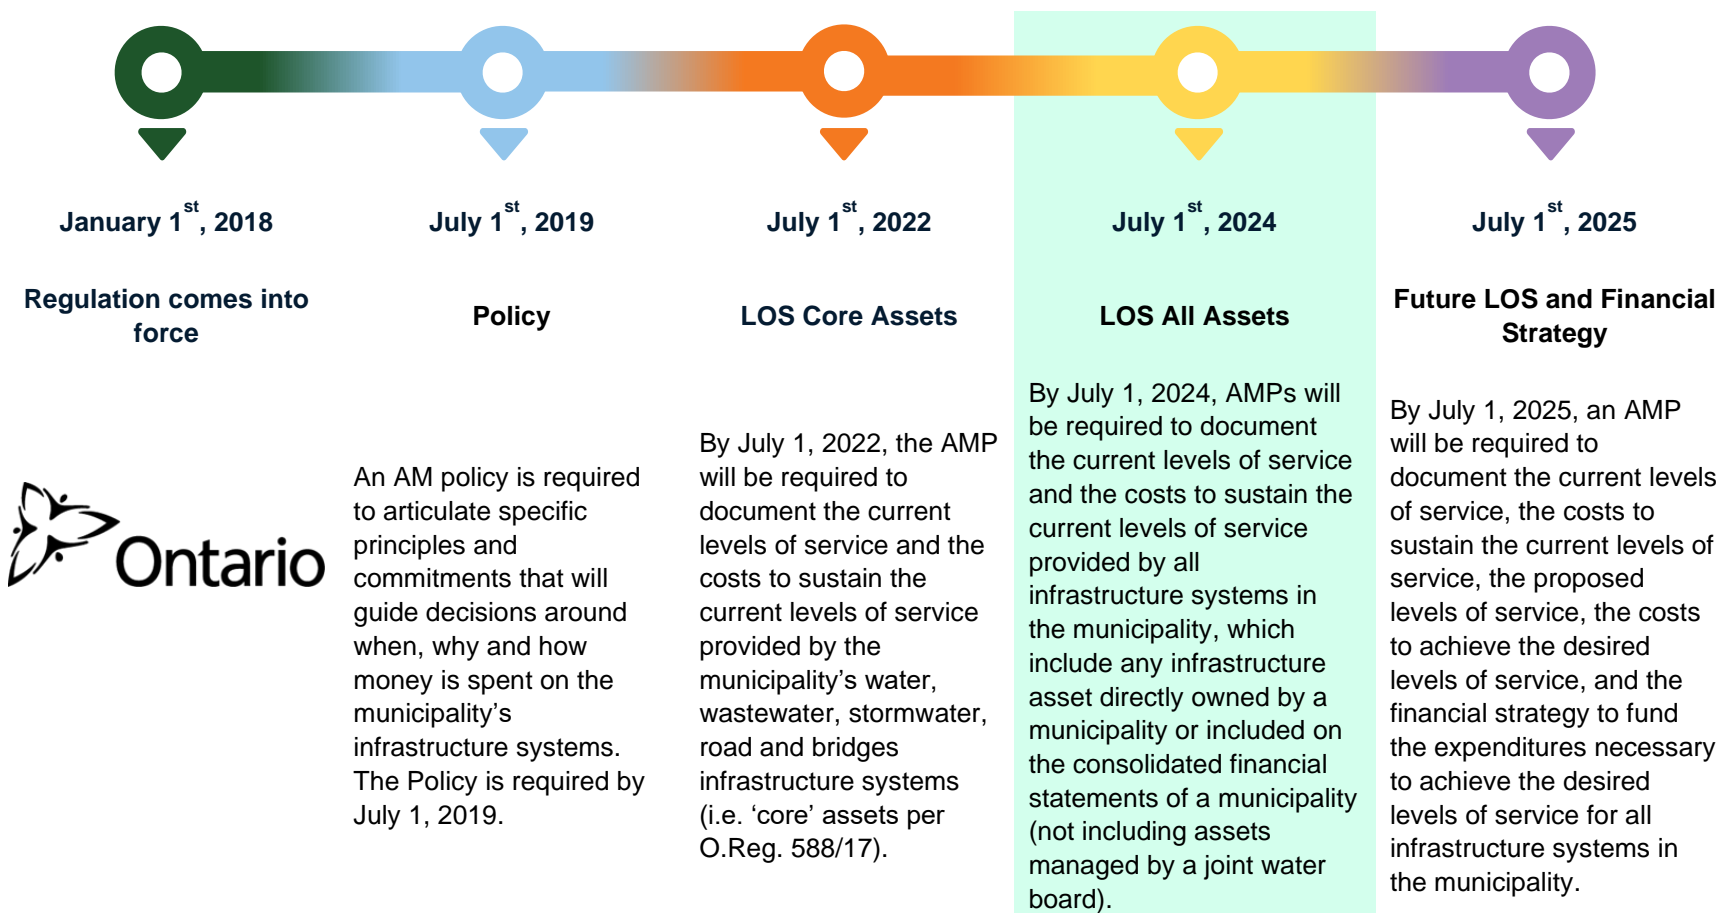 January 1st, 2018
Regulation comes into
force
Ontario
July 1st, 2019
Policy
An AM policy is required
to articulate specific
principles and
commitments that will
guide decisions around
when, why and how
money is spent on the
municipality’s
infrastructure systems.
The Policy is required by
July 1, 2019.
July 1st, 2022
LOS Core Assets
By July 1, 2022, the AMP
will be required to
document the current
levels of service and the
costs to sustain the
current levels of service
provided by the
municipality’s water,
wastewater, stormwater,
road and bridges
infrastructure systems
(i.e. ‘core’ assets per
O.Reg. 588/17).
July 1st, 2024
LOS All Assets
By July 1, 2024, AMPs will
be required to document
the current levels of service
and the costs to sustain the
current levels of service
provided by all
infrastructure systems in
the municipality, which
include any infrastructure
asset directly owned by a
municipality or included on
the consolidated financial
statements of a municipality
(not including assets
managed by a joint water
board).
July 1st, 2025
Future LOS and Financial
Strategy
By July 1, 2025, an AMP
will be required to
document the current levels
of service, the costs to
sustain the current levels of
service, the proposed
levels of service, the costs
to achieve the desired
levels of service, and the
financial strategy to fund
the expenditures necessary
to achieve the desired
levels of service for all
infrastructure systems in
the municipality.